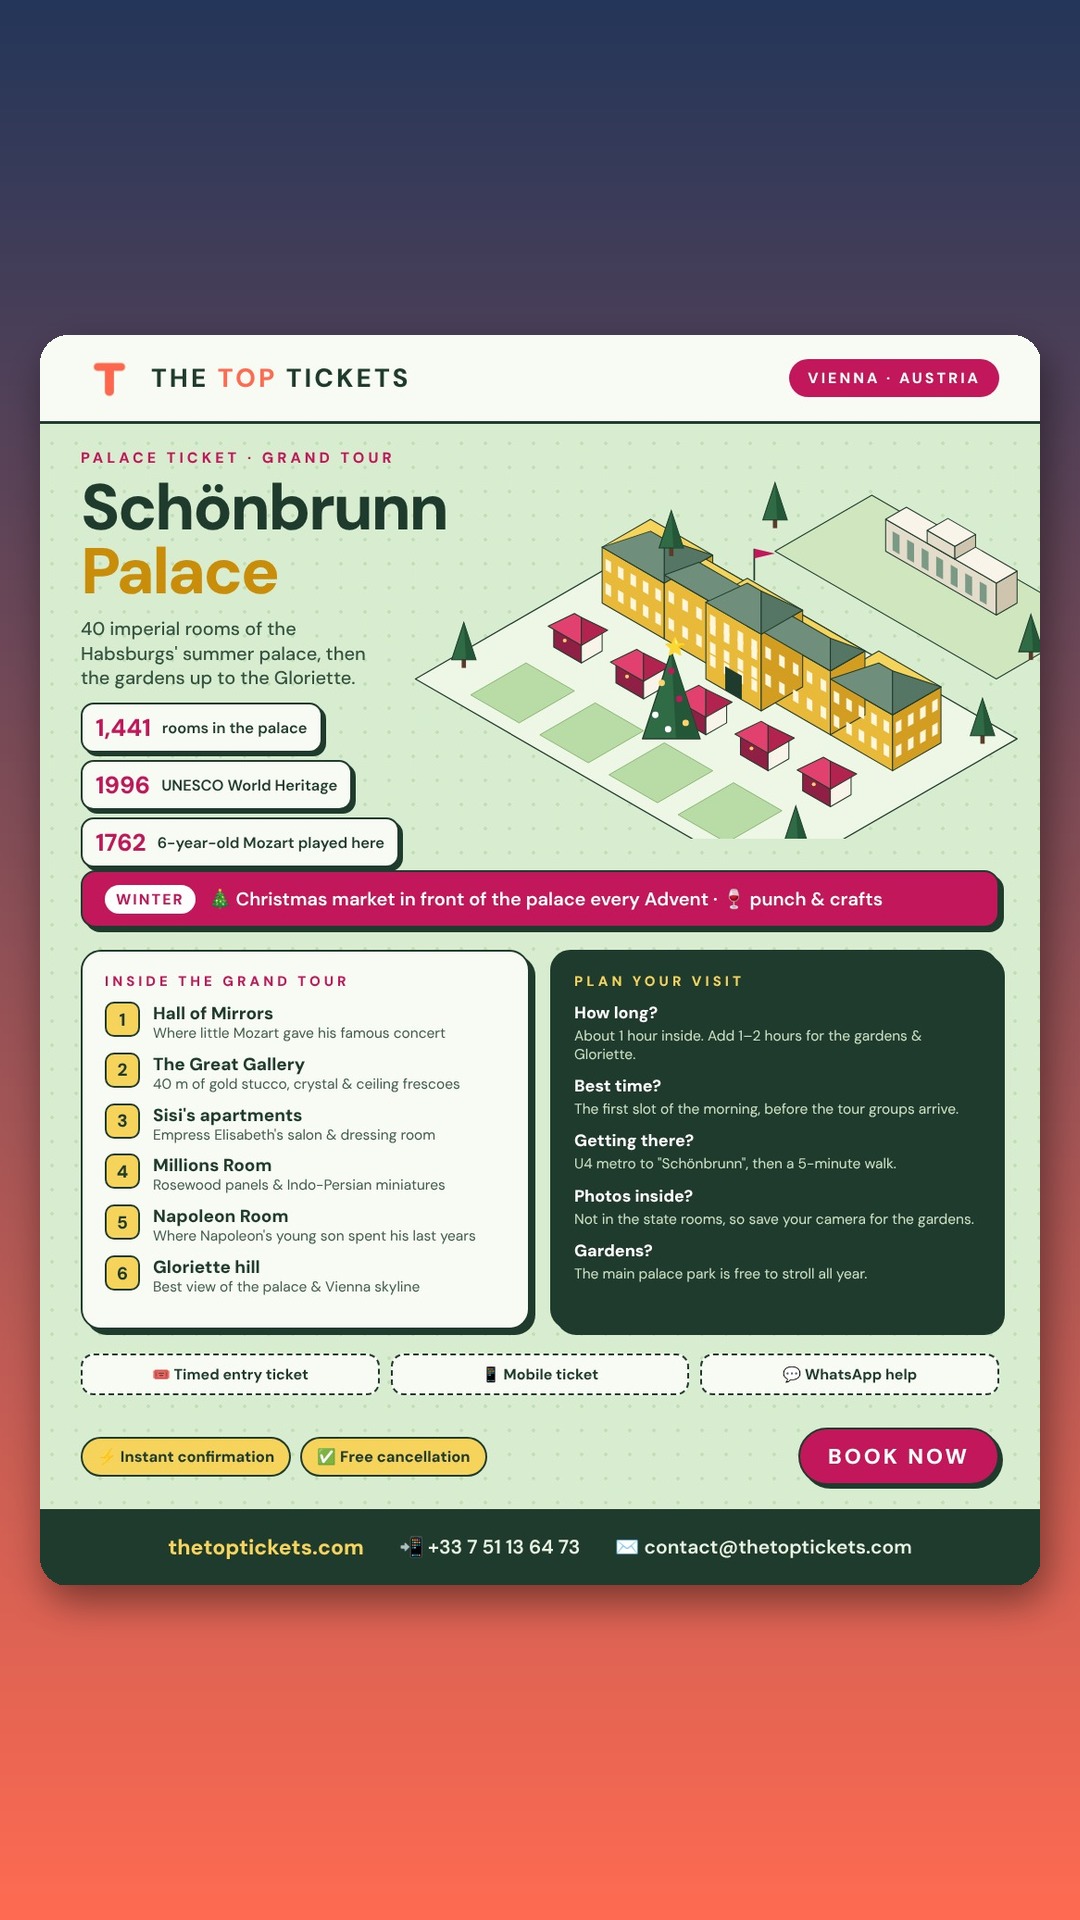 THE TOP TICKETS
VIENNA · AUSTRIA
PALACE TICKET · GRAND TOUR
Schönbrunn
Palace
40 imperial rooms of the
Habsburgs' summer palace, then
the gardens up to the Gloriette.
1,441 rooms in the palace
1996 UNESCO World Heritage
1762 6-year-old Mozart played here
WINTER 🎄 Christmas market in front of the palace every Advent · 🍷 punch & crafts
INSIDE THE GRAND TOUR
1 Hall of Mirrors
Where little Mozart gave his famous concert
2 The Great Gallery
40 m of gold stucco, crystal & ceiling frescoes
3 Sisi's apartments
Empress Elisabeth's salon & dressing room
4 Millions Room
Rosewood panels & Indo-Persian miniatures
5 Napoleon Room
Where Napoleon's young son spent his last years
6 Gloriette hill
Best view of the palace & Vienna skyline
PLAN YOUR VISIT
How long?
About 1 hour inside. Add 1–2 hours for the gardens &
Gloriette.
Best time?
The first slot of the morning, before the tour groups arrive.
Getting there?
U4 metro to "Schönbrunn", then a 5-minute walk.
Photos inside?
Not in the state rooms, so save your camera for the gardens.
Gardens?
The main palace park is free to stroll all year.
🎟️ Timed entry ticket
📱 Mobile ticket
💬 WhatsApp help
⚡ Instant confirmation
✅ Free cancellation
BOOK NOW
thetoptickets.com
📲 +33 7 51 13 64 73
✉️ contact@thetoptickets.com